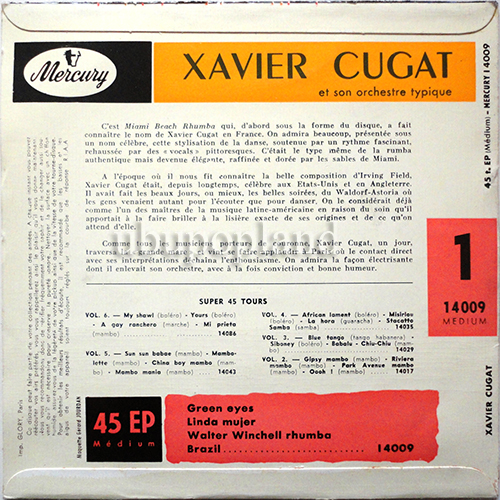 Mercury
XAVIER CUGAT
et son orchestre typique
C'est Miami Beach Rhumba qui, d'abord sous la forme du disque, a fait
connaître le nom de Xavier Cugat en France. On admira beaucoup, présentée sous
un nom célèbre, cette stylisation de la danse, soutenue par un rythme fascinant,
rehaussée par des « vocals » pittoresques. C'était le type même de la rumba
authentique mais devenue élégante, raffinée et dorée par les sables de Miami.
A l'époque où il nous fit connaître la belle composition d'Irving Field,
Xavier Cugat était, depuis longtemps, célèbre aux Etats-Unis et en Angleterre.
Il avait fait les beaux Jours, ou mieux, les belles soirées, du Waldorf-Astoria où
les gens venaient autant pour l'écouter que pour danser. On le considérait déjà
comme l'un des maîtres de la musique latine-américaine en raison du soin qu'il
apportait à la faire briller à la lisière exacte de ses origines et de ce qu'on
attend d'elle.
Comme tous les musiciens porteurs de couronne, Xavier Cugat, un jour,
traversa l'Atlantique et on vint applaudir à Paris où le contact direct
avec ses interprétations déchaîna l'enthousiasme. On aima la façon électrisante
dont il enlevait son orchestre, avec à la fois conviction et bonne humeur.
ubugopland
SUPER 45 TOURS
VOL. 6. — My shawl (boléro) - Yours (boléro)
- A gay ranchero (marche) - Mi prieta
(mambo) 14086
VOL. 5. — Sun sun babae (mambo) - Mambo-
lette (mambo) - China boy mambo (mam-
bo) - Mambo mania (mambo) 14043
VOL. 4. — African lament (boléro) - Misirlou
(boléro) - La hora (guaracha) - Stacatto
Samba (samba) 14035
VOL. 3. — Blue tango (tango habanera) -
Siboney (boléro) - Babalu - Chiu-Chiu
(mambo) 14029
VOL. 2. — Gipsy mambo (mambo) - Riviera
mambo (mambo) - Park Avenue mambo
(mambo) - Oooh ! (mambo) 14017
45 EP
Médium
Green eyes
Linda mujer
Walter Winchell rhumba
Brazil 14009
1
14009
MEDIUM
45 t. EP (Médium) - MERCURY 14009
XAVIER CUGAT
Imp. GLORY, Paris
Maquette Gérard JOURDAN